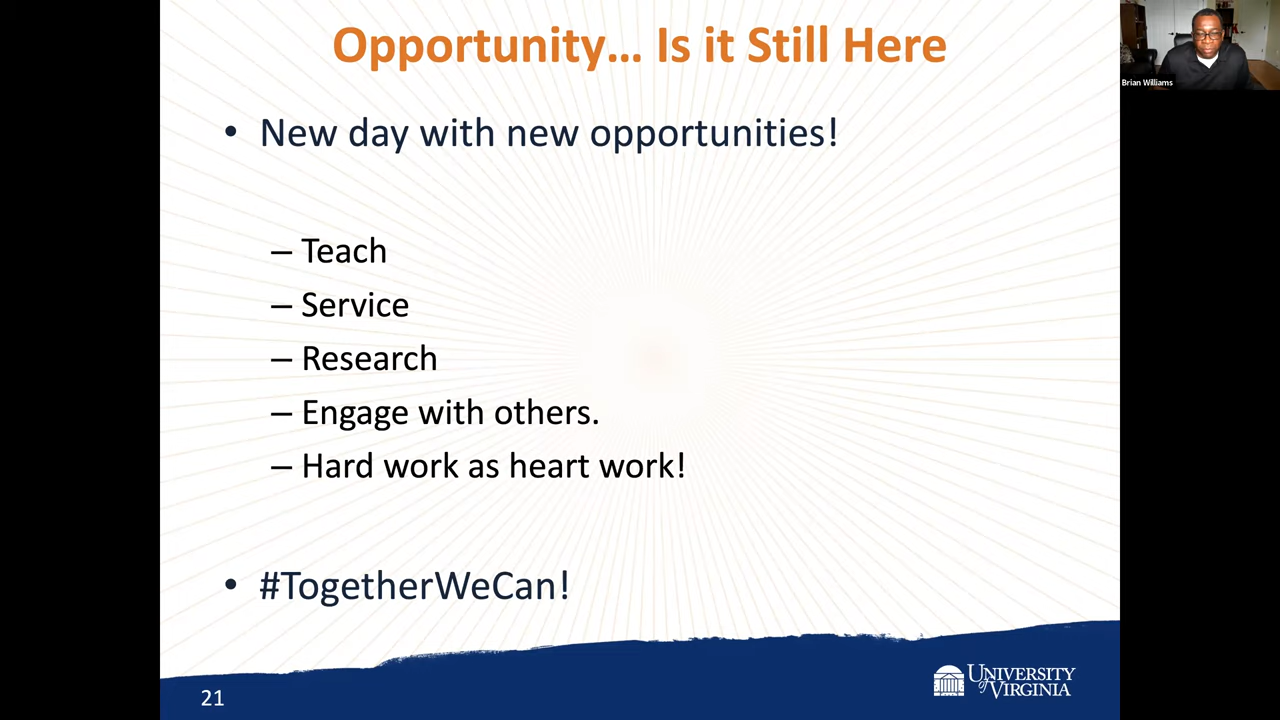 Opportunity... Is it Still Here
• New day with new opportunities!
– Teach
– Service
– Research
– Engage with others.
– Hard work as heart work!
• #TogetherWeCan!
21
UNIVERSITY
of VIRGINIA
Brian Williams